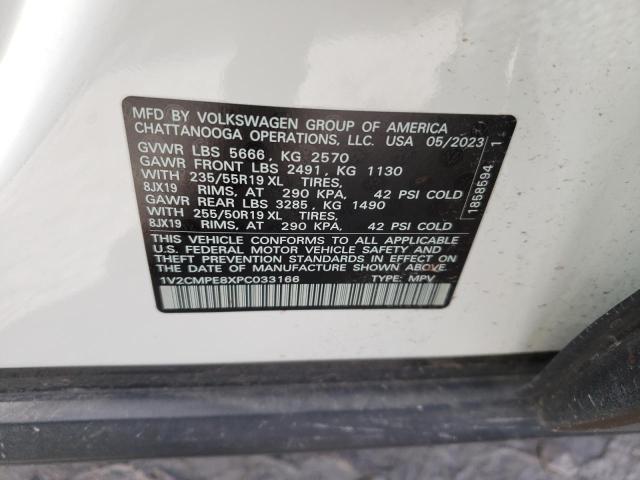 MFD BY VOLKSWAGEN GROUP OF AMERICA
CHATTANOOGA OPERATIONS, LLC. USA 05/2023
GVWR LBS 5666, KG 2570
GAWR FRONT LBS 2491, KG 1130
235/55R19 XL TIRES,
8JX19 RIMS, AT 290 KPA, 42 PSI COLD
GAWR REAR LBS 3285, KG 1490
255/50R19 XL TIRES,
8JX19 RIMS, AT 290 KPA, 42 PSI COLD
THIS VEHICLE CONFORMS TO ALL APPLICABLE
U.S. FEDERAL MOTOR VEHICLE SAFETY AND
THEFT PREVENTION STANDARDS IN EFFECT ON
THE DATE OF MANUFACTURE SHOWN ABOVE.
1V2CMPE8XPC033166 TYPE: MPV
1868594 1